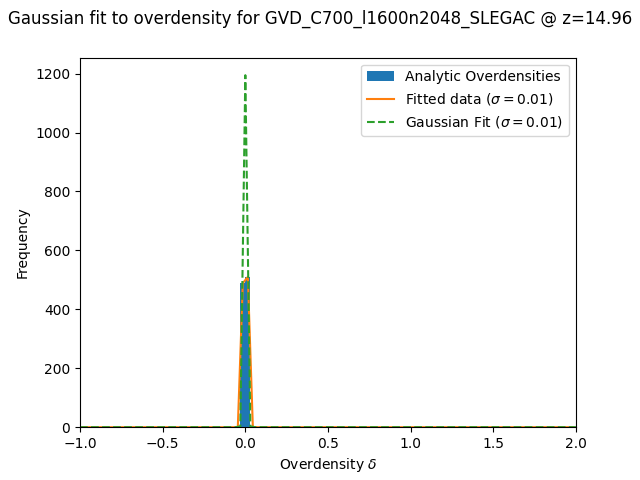 Gaussian fit to overdensity for GVD_C700_l1600n2048_SLEGAC @ z=14.96
1200
1000
800
600
400
200
0
Frequency
Analytic Overdensities
Fitted data (σ = 0.01)
Gaussian Fit (σ = 0.01)
−1.0 −0.5 0.0 0.5 1.0 1.5 2.0
Overdensity δ